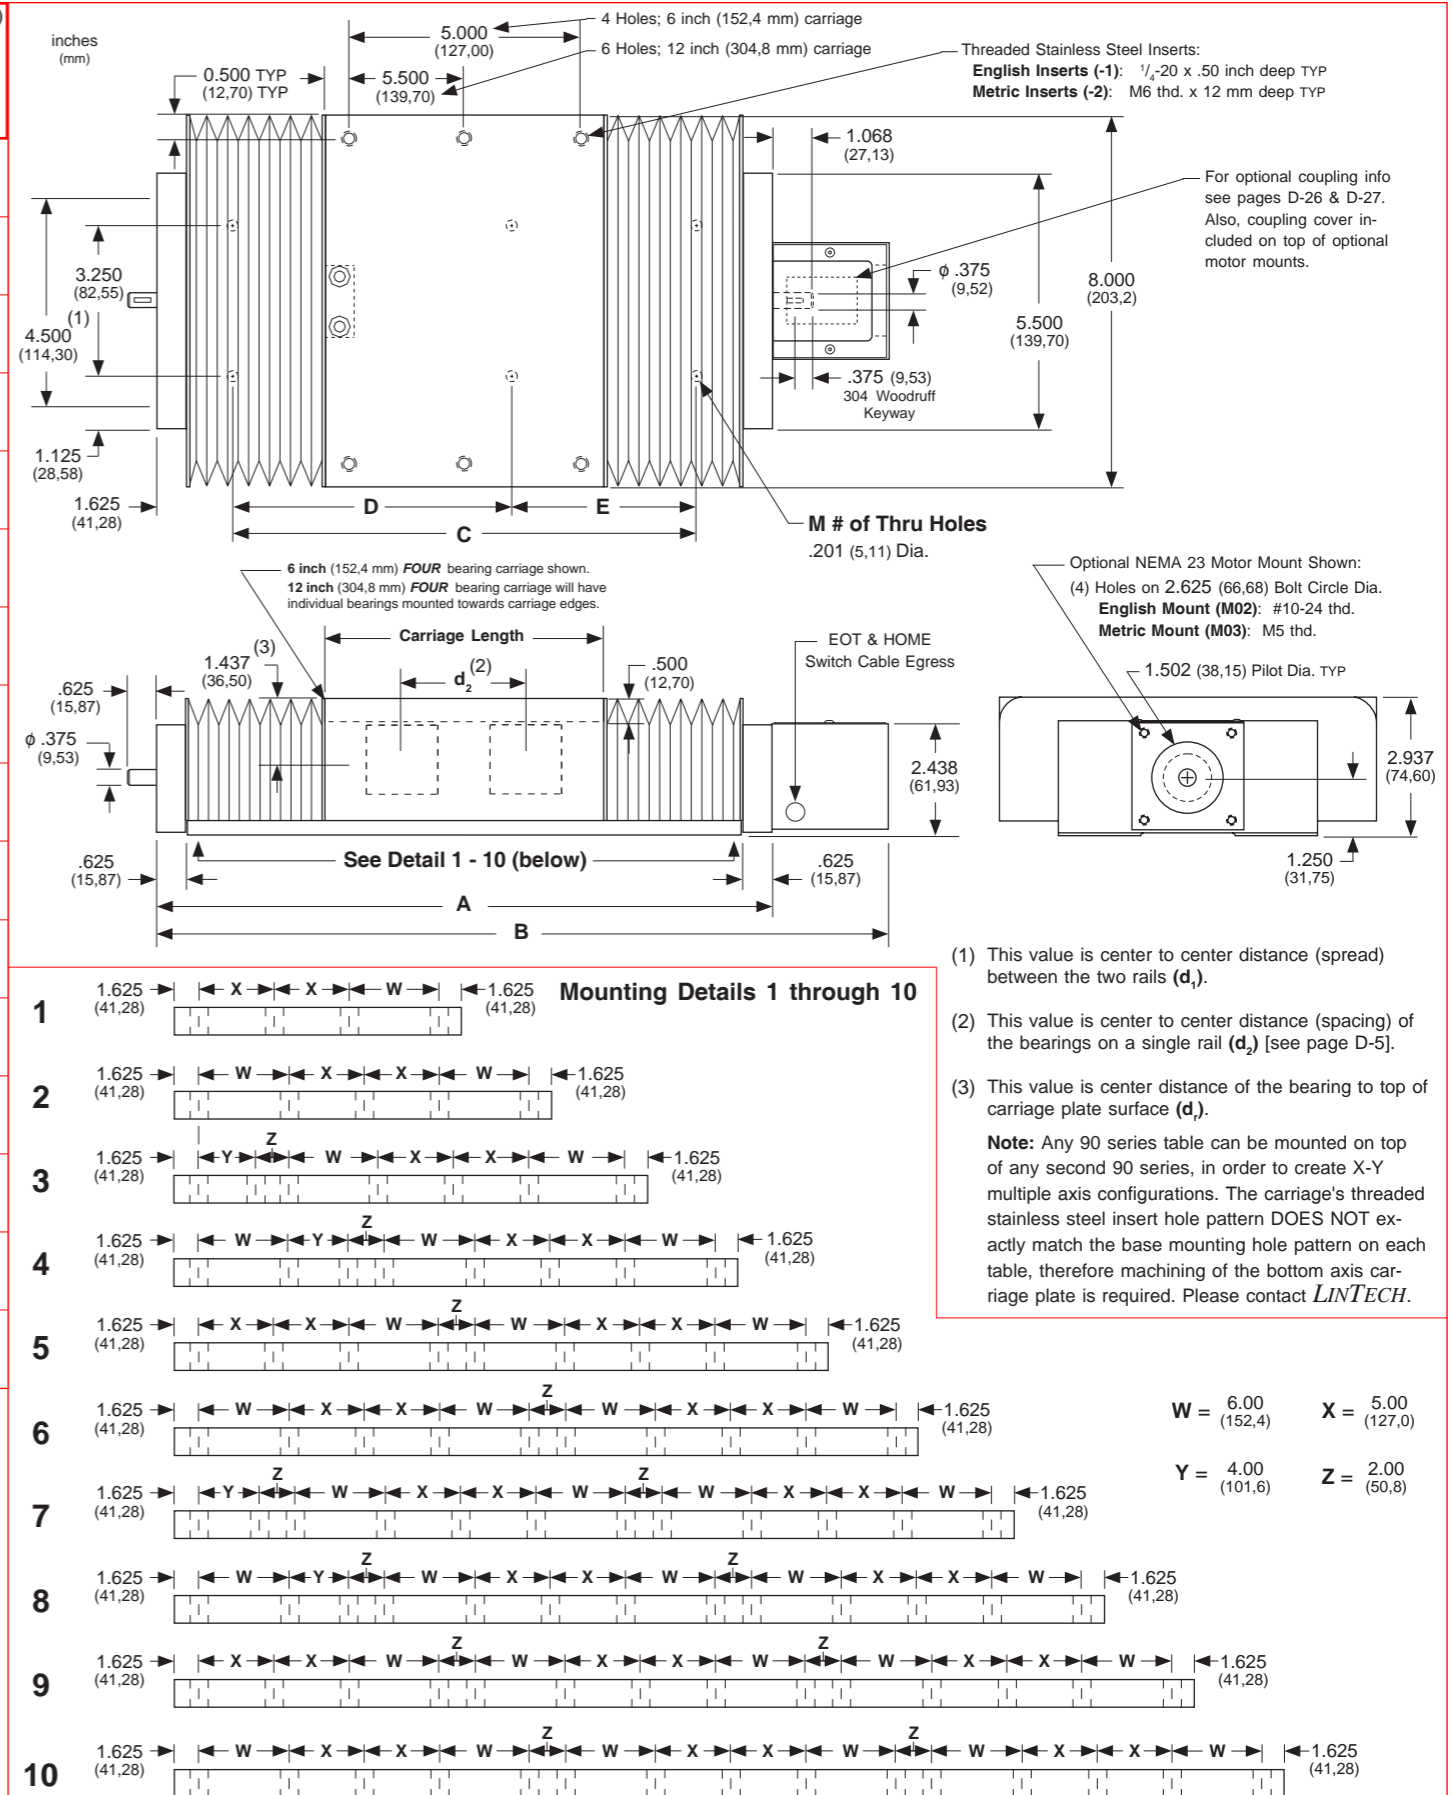 inches
(mm)
5.000
(127,00)
4 Holes; 6 inch (152,4 mm) carriage
6 Holes; 12 inch (304,8 mm) carriage
0.500 TYP
(12,70) TYP
5.500
(139,70)
Threaded Stainless Steel Inserts:
English Inserts (-1): 1/4-20 x .50 inch deep TYP
Metric Inserts (-2): M6 thd. x 12 mm deep TYP
1.068
(27,13)
For optional coupling info
see pages D-26 & D-27.
Also, coupling cover in-
cluded on top of optional
motor mounts.
3.250
(82,55)
(1)
4.500
(114,30)
ϕ .375
(9,52)
8.000
(203,2)
5.500
(139,70)
.375 (9,53)
304 Woodruff
Keyway
1.125
(28,58)
1.625
(41,28)
D
E
C
M # of Thru Holes
.201 (5,11) Dia.
6 inch (152,4 mm) FOUR bearing carriage shown.
12 inch (304,8 mm) FOUR bearing carriage will have
individual bearings mounted towards carriage edges.
Optional NEMA 23 Motor Mount Shown:
(4) Holes on 2.625 (66,68) Bolt Circle Dia.
English Mount (M02): #10-24 thd.
Metric Mount (M03): M5 thd.
1.502 (38,15) Pilot Dia. TYP
Carriage Length
(3)
1.437
(36,50)
d2 (2)
.500
(12,70)
EOT & HOME
Switch Cable Egress
.625
(15,87)
ϕ .375
(9,53)
2.438
(61,93)
2.937
(74,60)
1.250
(31,75)
.625
(15,87)
See Detail 1 - 10 (below)
.625
(15,87)
A
B
(1) This value is center to center distance (spread)
between the two rails (d1).
(2) This value is center to center distance (spacing) of
the bearings on a single rail (d2) [see page D-5].
(3) This value is center distance of the bearing to top of
carriage plate surface (dr).
Note: Any 90 series table can be mounted on top
of any second 90 series, in order to create X-Y
multiple axis configurations. The carriage's threaded
stainless steel insert hole pattern DOES NOT ex-
actly match the base mounting hole pattern on each
table, therefore machining of the bottom axis car-
riage plate is required. Please contact LINTECH.
Mounting Details 1 through 10
1 1.625 (41,28) X X W 1.625 (41,28)
2 1.625 (41,28) W X X W 1.625 (41,28)
3 1.625 (41,28) Y Z W X X W 1.625 (41,28)
4 1.625 (41,28) W Y Z W X X W 1.625 (41,28)
5 1.625 (41,28) X X W Z W X X W 1.625 (41,28)
6 1.625 (41,28) W X X W Z W X X W 1.625 (41,28)
7 1.625 (41,28) Y Z W X X W Z W X X W 1.625 (41,28)
8 1.625 (41,28) W Y Z W X X W Z W X X W 1.625 (41,28)
9 1.625 (41,28) X X W Z W X X W Z W X X W 1.625 (41,28)
10 1.625 (41,28) W X X W Z W X X W Z W X X W 1.625 (41,28)
W = 6.00 (152,4) X = 5.00 (127,0)
Y = 4.00 (101,6) Z = 2.00 (50,8)